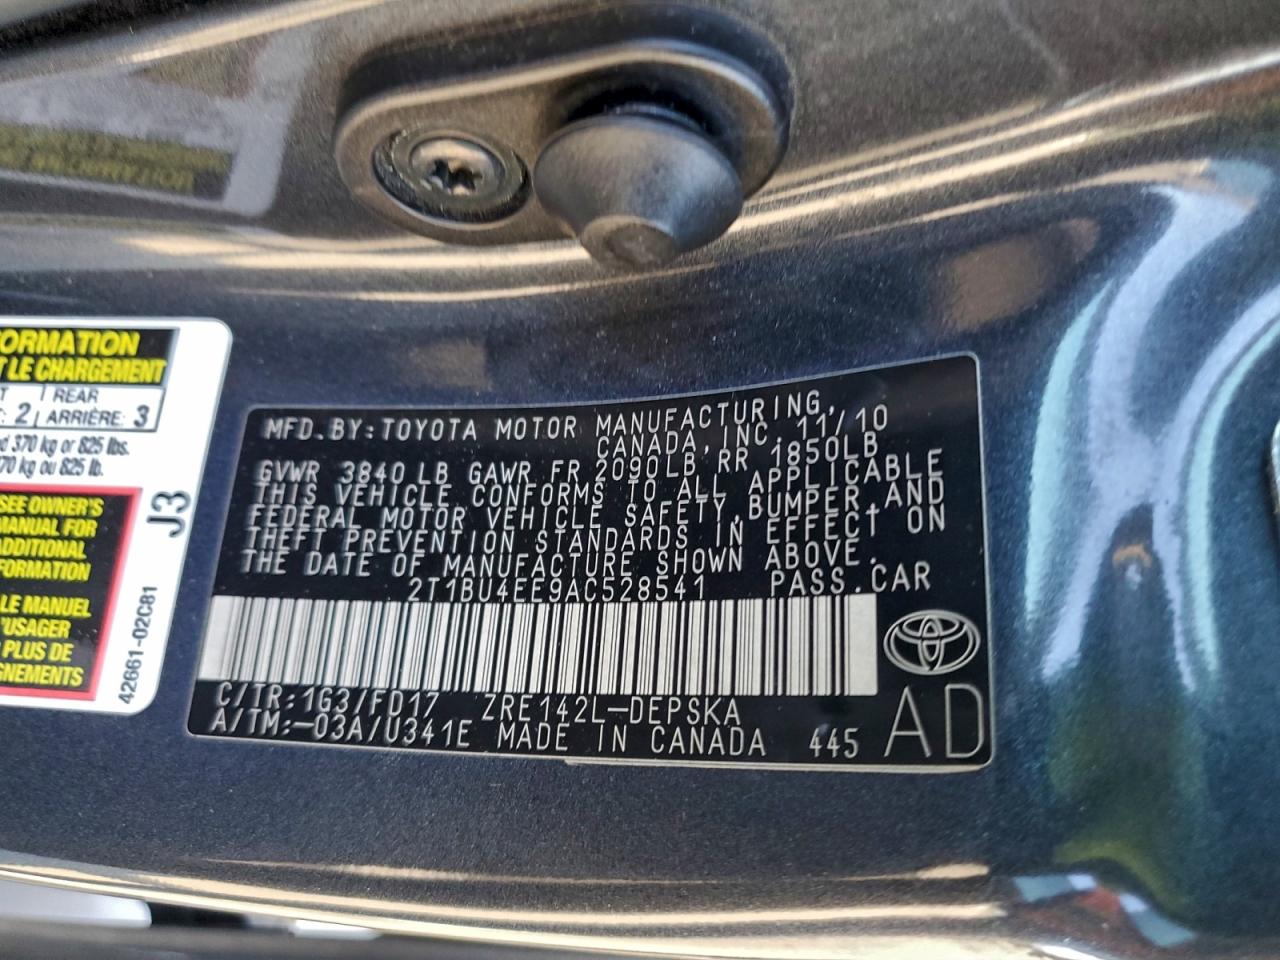 ORMATION
T LE CHARGEMENT
REAR
: 2 ARRIÈRE: 3
370 kg or 825 lbs.
70 kg ou 825 lb.
SEE OWNER'S
MANUAL FOR
ADDITIONAL
FORMATION
LE MANUEL
'USAGER
PLUS DE
GNEMENTS
J3
42661-02C81
MFD.BY:TOYOTA MOTOR MANUFACTURING,
CANADA, INC. 11/10
GVWR 3840 LB GAWR FR 2090LB, RR 1850LB
THIS VEHICLE CONFORMS TO ALL APPLICABLE
FEDERAL MOTOR VEHICLE SAFETY, BUMPER AND
THEFT PREVENTION STANDARDS IN EFFECT ON
THE DATE OF MANUFACTURE SHOWN ABOVE.
2T1BU4EE9AC528541 PASS.CAR
C/TR:1G3/FD17 ZRE142L-DEPSKA
A/TM:-03A/U341E MADE IN CANADA 445
AD